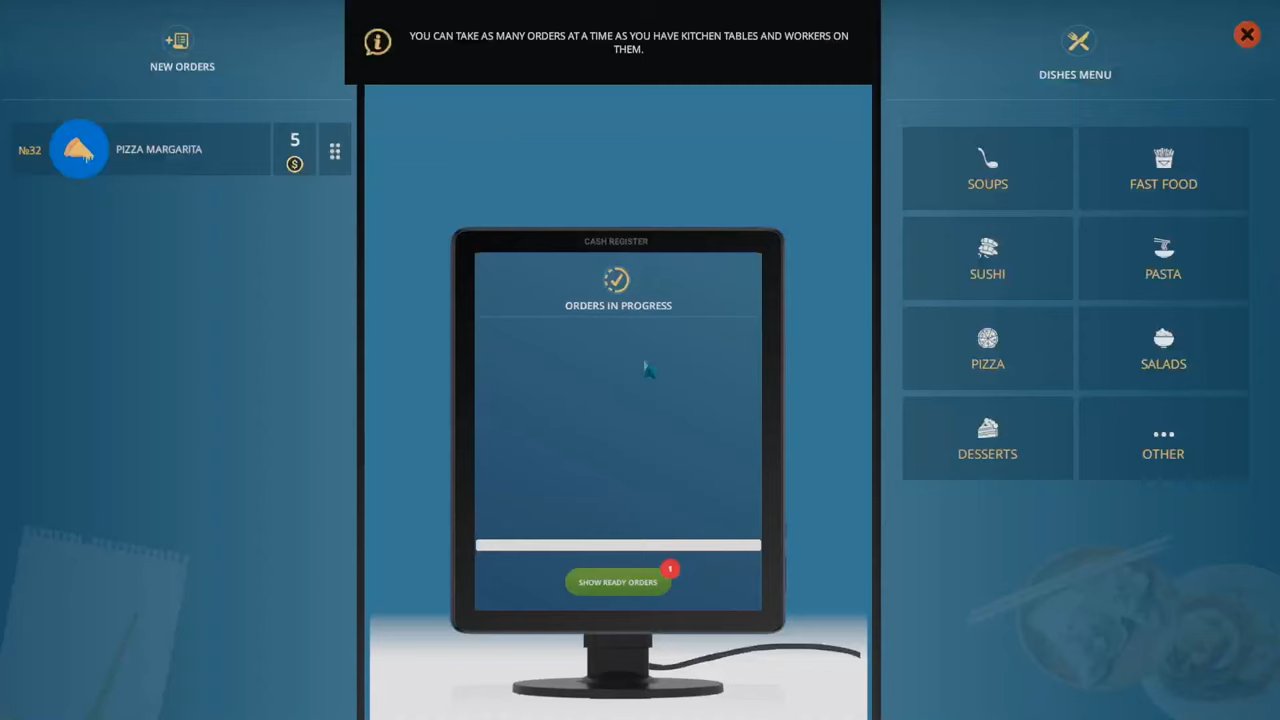 NEW ORDERS
№32
PIZZA MARGARITA
5
YOU CAN TAKE AS MANY ORDERS AT A TIME AS YOU HAVE KITCHEN TABLES AND WORKERS ON
THEM.
CASH REGISTER
ORDERS IN PROGRESS
SHOW READY ORDERS
1
DISHES MENU
SOUPS
FAST FOOD
SUSHI
PASTA
PIZZA
SALADS
DESSERTS
OTHER